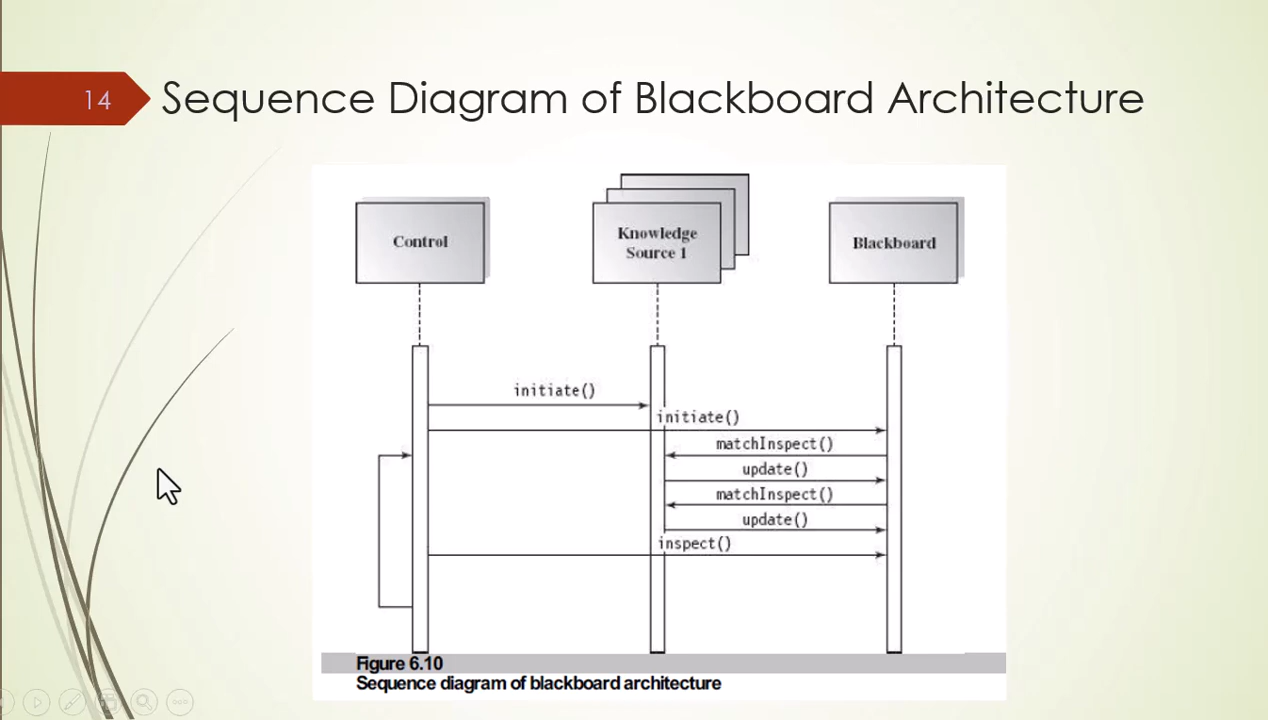 14
Sequence Diagram of Blackboard Architecture
Control
Knowledge
Source 1
Blackboard
initiate()
initiate()
matchInspect()
update()
matchInspect()
update()
inspect()
Figure 6.10
Sequence diagram of blackboard architecture